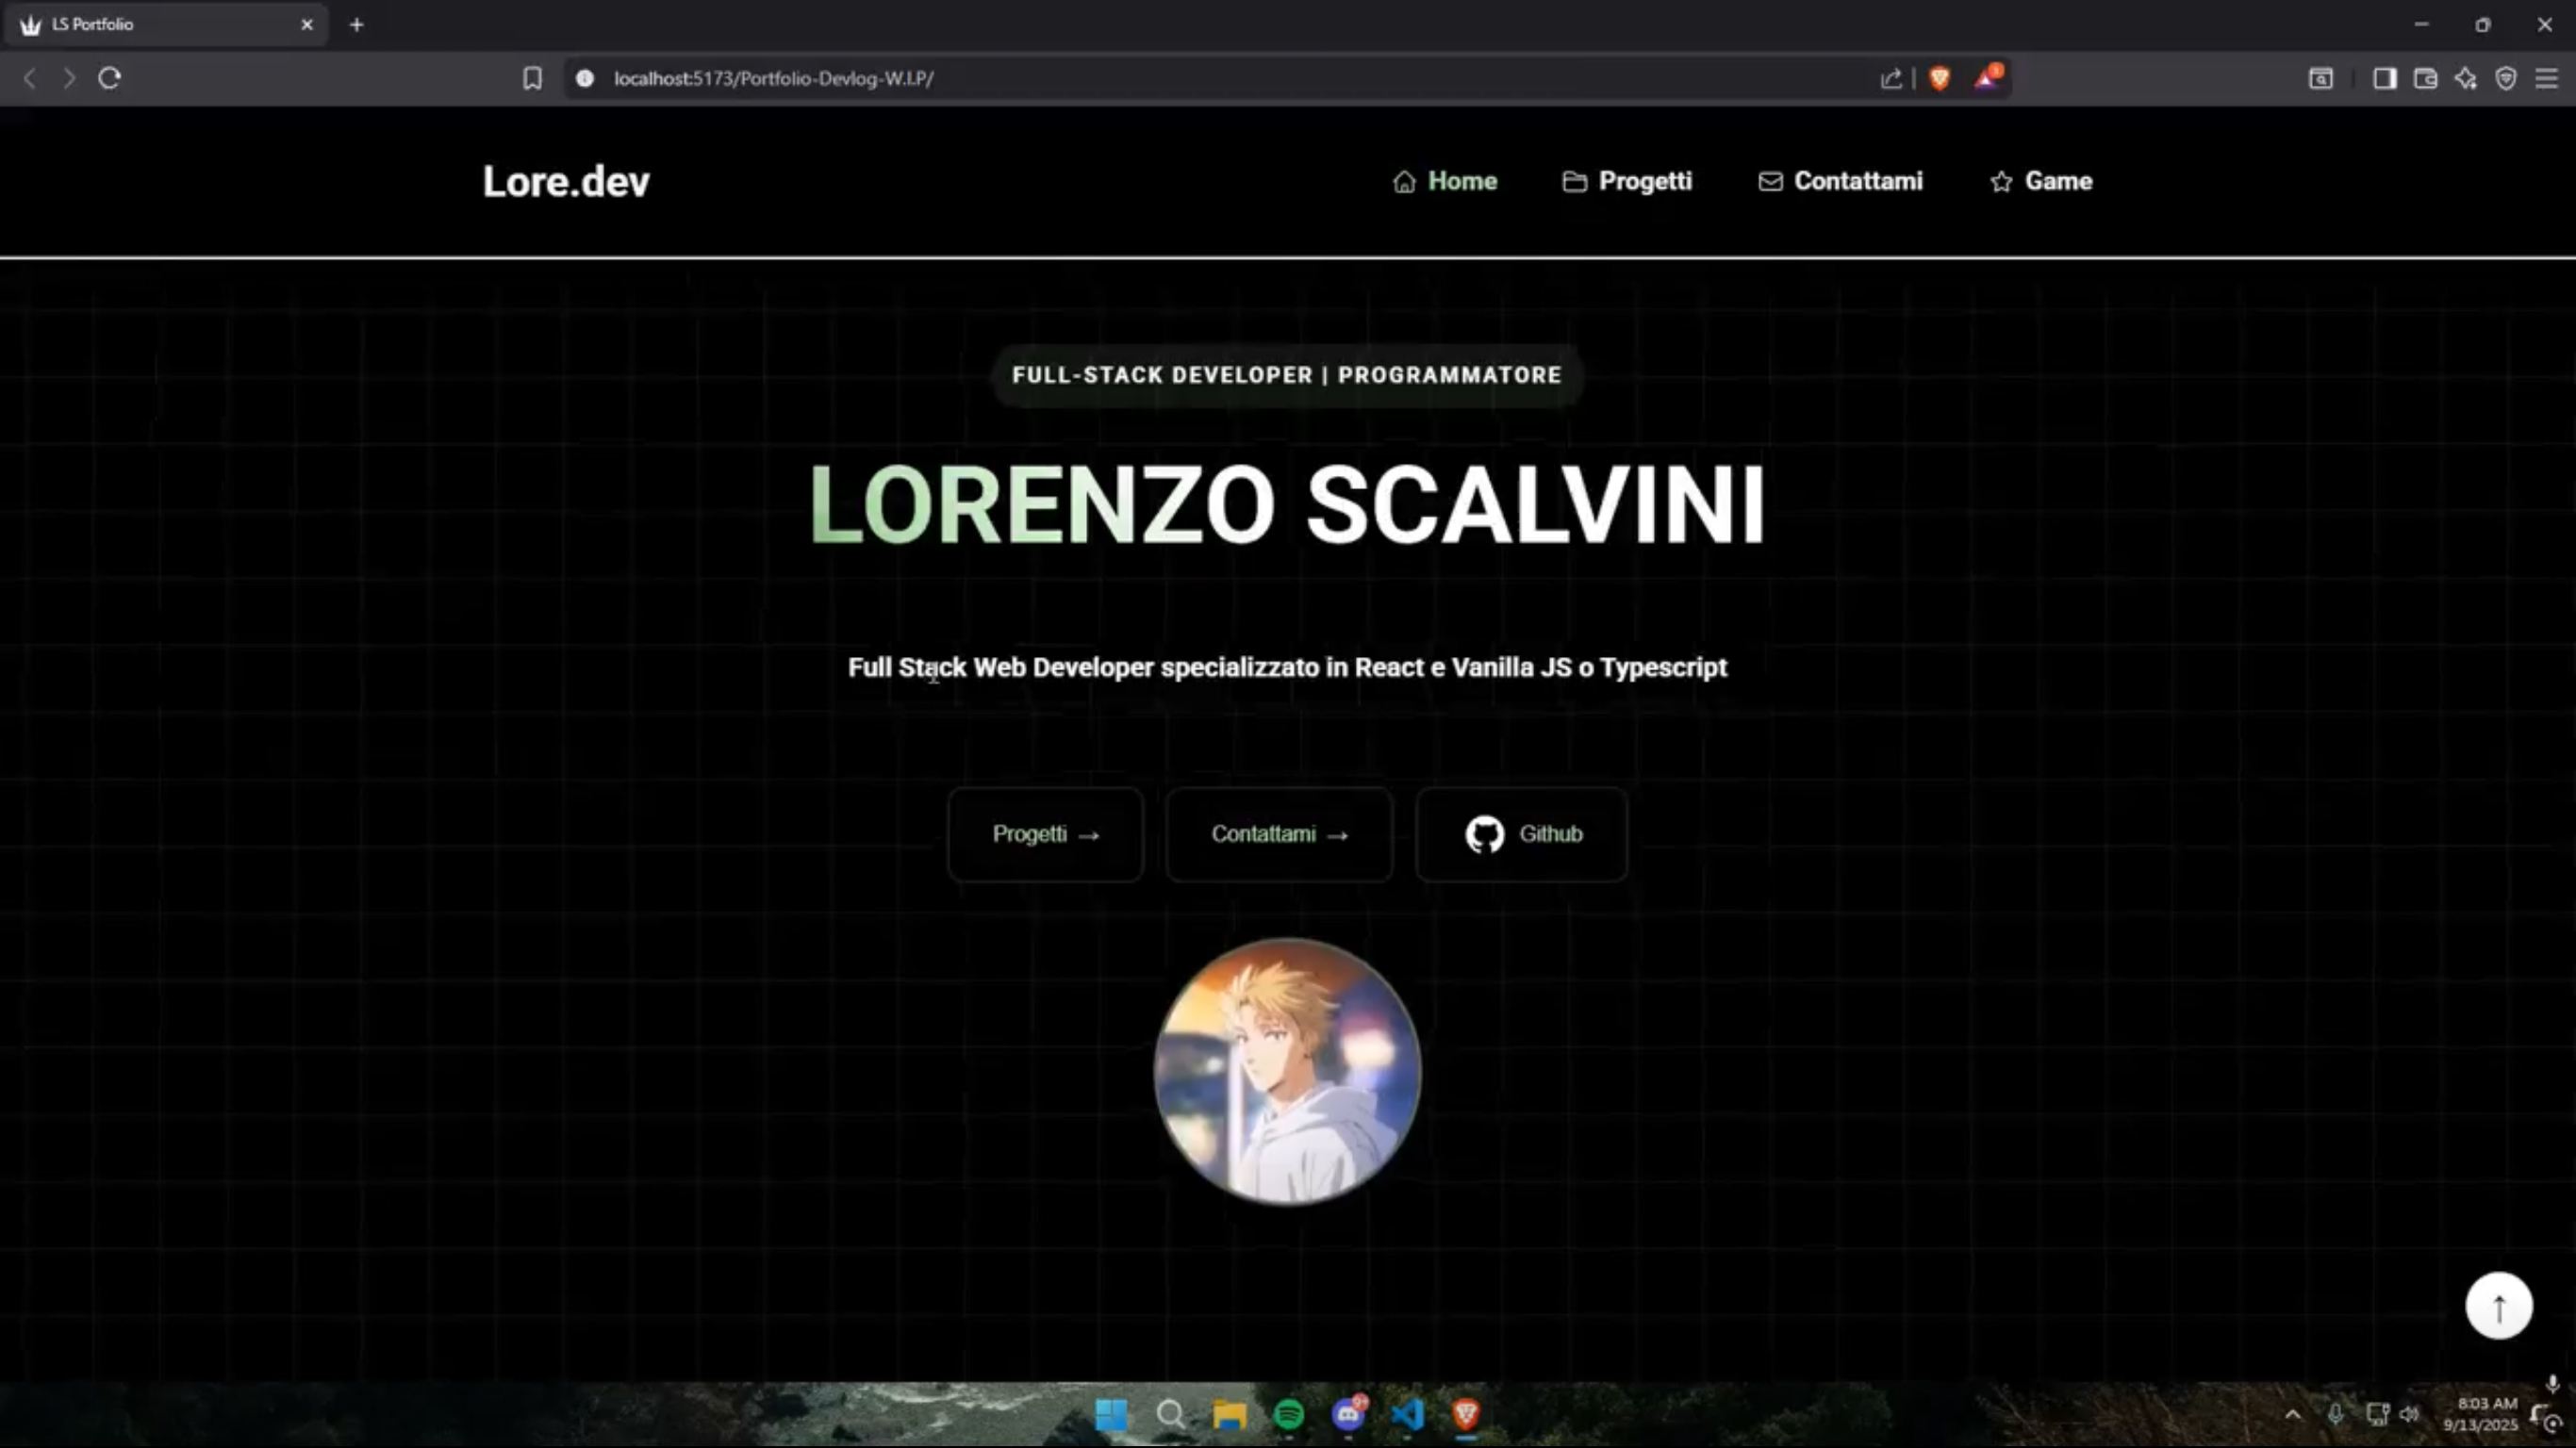 LS Portfolio
localhost:5173/Portfolio-Devlog-W.I.P/
Lore.dev
Home
Progetti
Contattami
Game
FULL-STACK DEVELOPER | PROGRAMMATORE
LORENZO SCALVINI
Full Stack Web Developer specializzato in React e Vanilla JS o Typescript
Progetti →
Contattami →
Github
8:03 AM
9/13/2025